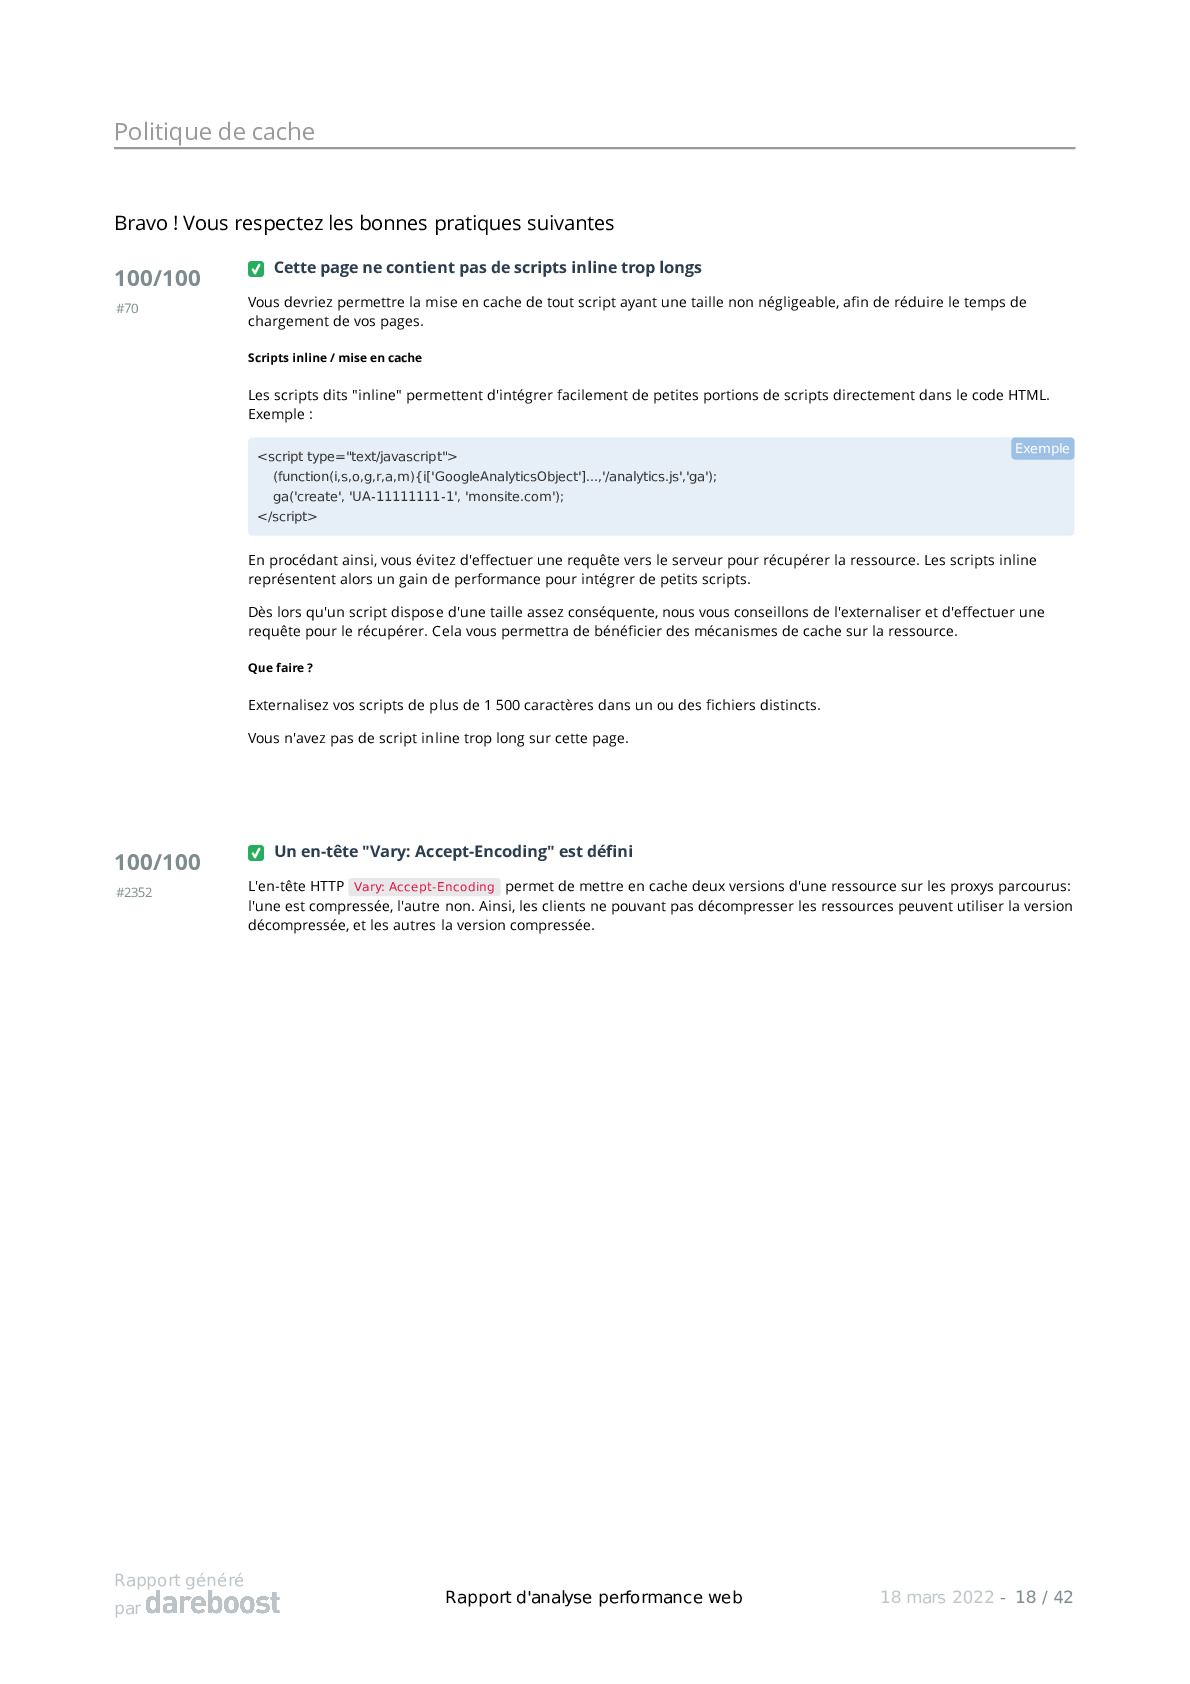 Politique de cache
Bravo ! Vous respectez les bonnes pratiques suivantes
100/100
#70
Cette page ne contient pas de scripts inline trop longs
Vous devriez permettre la mise en cache de tout script ayant une taille non négligeable, afin de réduire le temps de
chargement de vos pages.
Scripts inline / mise en cache
Les scripts dits "inline" permettent d'intégrer facilement de petites portions de scripts directement dans le code HTML.
Exemple :
Exemple
<script type="text/javascript">
(function(i,s,o,g,r,a,m){i['GoogleAnalyticsObject']...,'/analytics.js','ga');
ga('create', 'UA-11111111-1', 'monsite.com');
</script>
En procédant ainsi, vous évitez d'effectuer une requête vers le serveur pour récupérer la ressource. Les scripts inline
représentent alors un gain de performance pour intégrer de petits scripts.
Dès lors qu'un script dispose d'une taille assez conséquente, nous vous conseillons de l'externaliser et d'effectuer une
requête pour le récupérer. Cela vous permettra de bénéficier des mécanismes de cache sur la ressource.
Que faire ?
Externalisez vos scripts de plus de 1 500 caractères dans un ou des fichiers distincts.
Vous n'avez pas de script inline trop long sur cette page.
100/100
#2352
Un en-tête "Vary: Accept-Encoding" est défini
L'en-tête HTTP Vary: Accept-Encoding permet de mettre en cache deux versions d'une ressource sur les proxys parcourus:
l'une est compressée, l'autre non. Ainsi, les clients ne pouvant pas décompresser les ressources peuvent utiliser la version
décompressée, et les autres la version compressée.
Rapport généré
par dareboost
Rapport d'analyse performance web
18 mars 2022 - 18 / 42